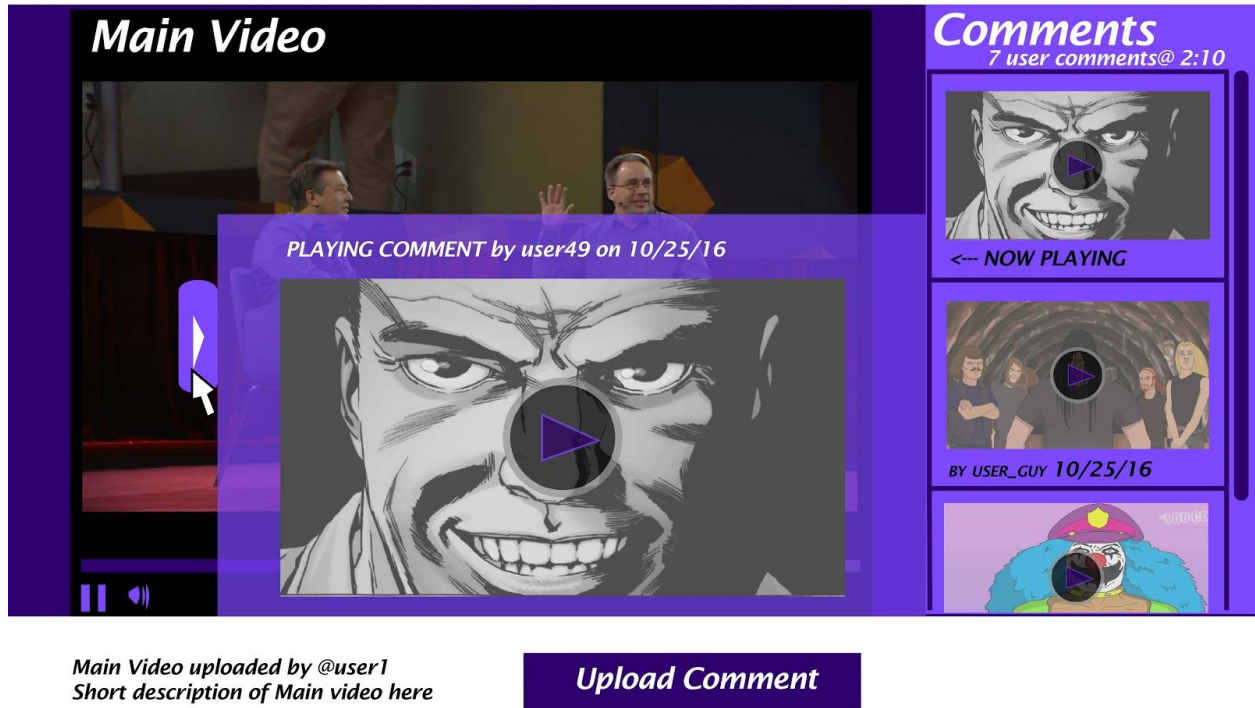 Main Video
Comments
7 user comments@ 2:10
PLAYING COMMENT by user49 on 10/25/16
<--- NOW PLAYING
BY USER_GUY 10/25/16
Main Video uploaded by @user1
Short description of Main video here
Upload Comment